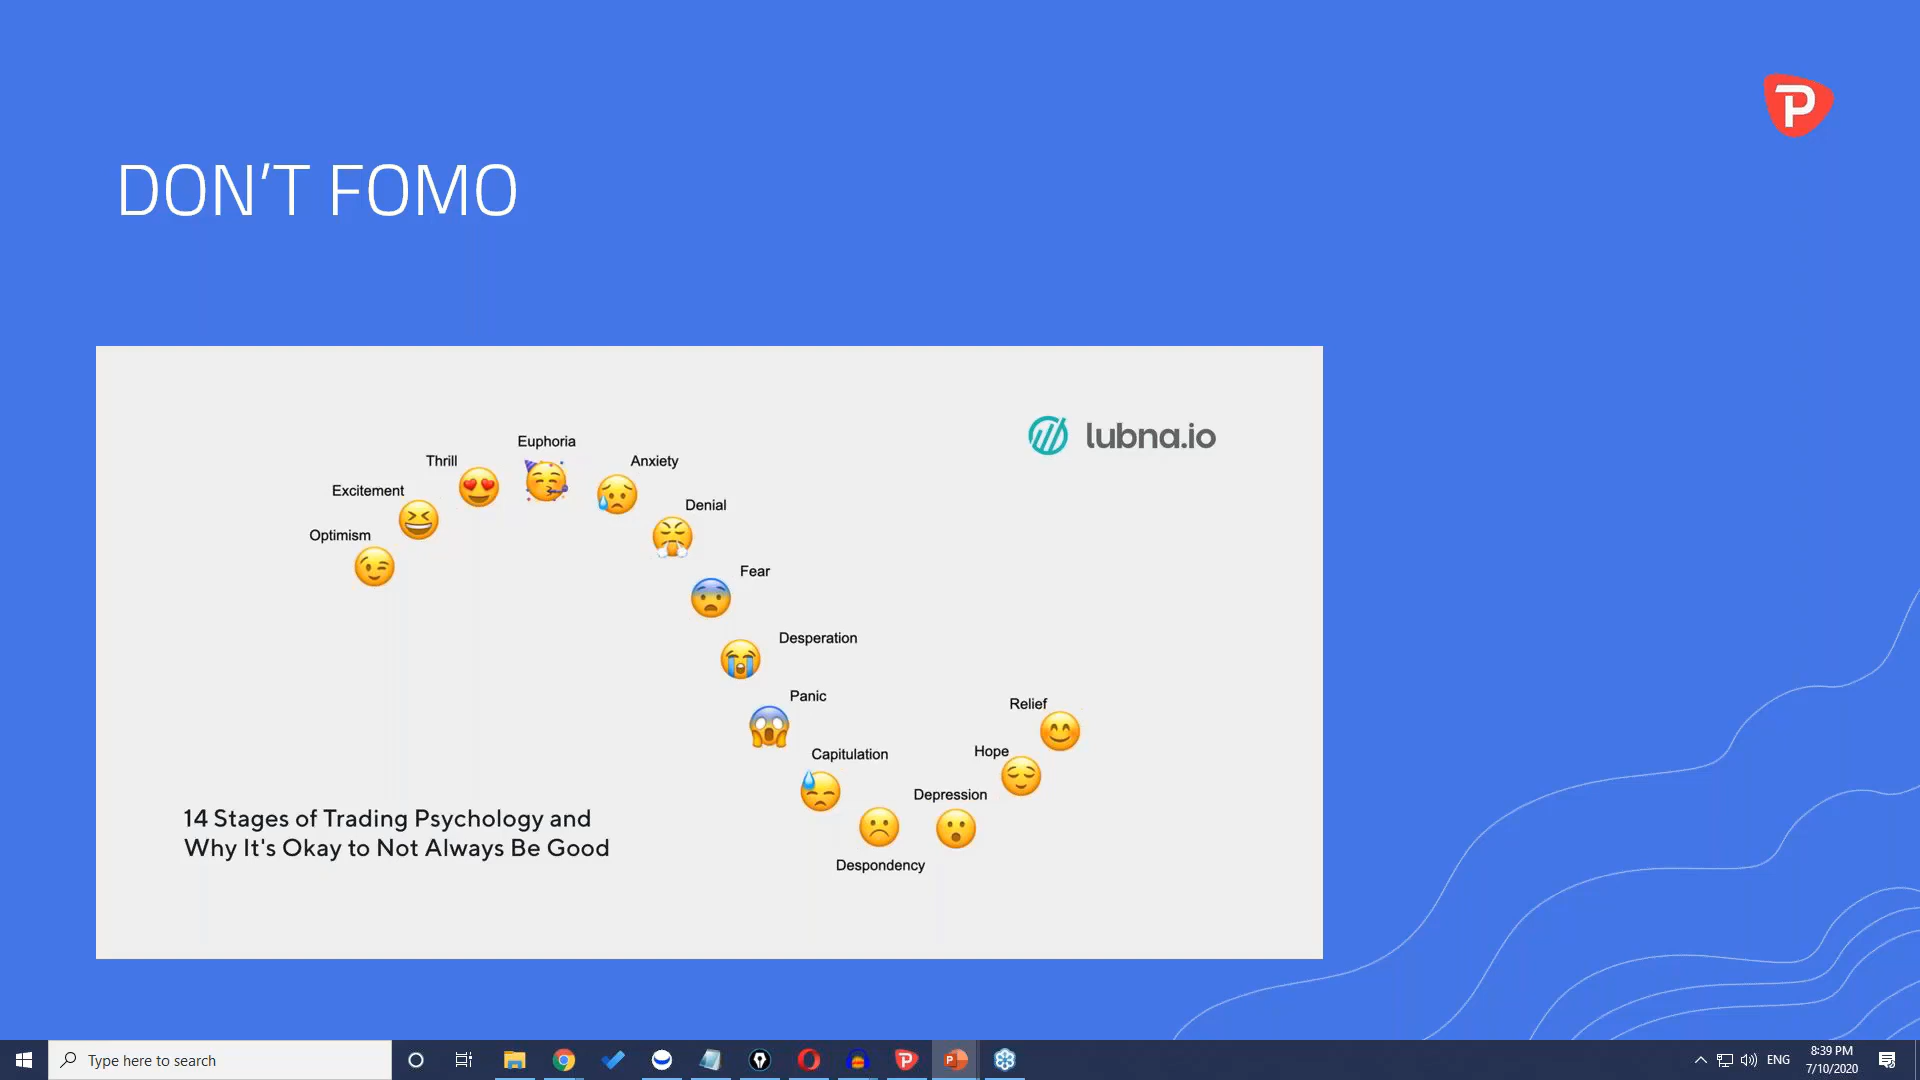 DON'T FOMO
lubna.io
Euphoria
Thrill
Anxiety
Excitement
Denial
Optimism
Fear
Desperation
Panic
Relief
Capitulation
Hope
Depression
Despondency
14 Stages of Trading Psychology and
Why It's Okay to Not Always Be Good
Type here to search
ENG
8:39 PM
7/10/2020